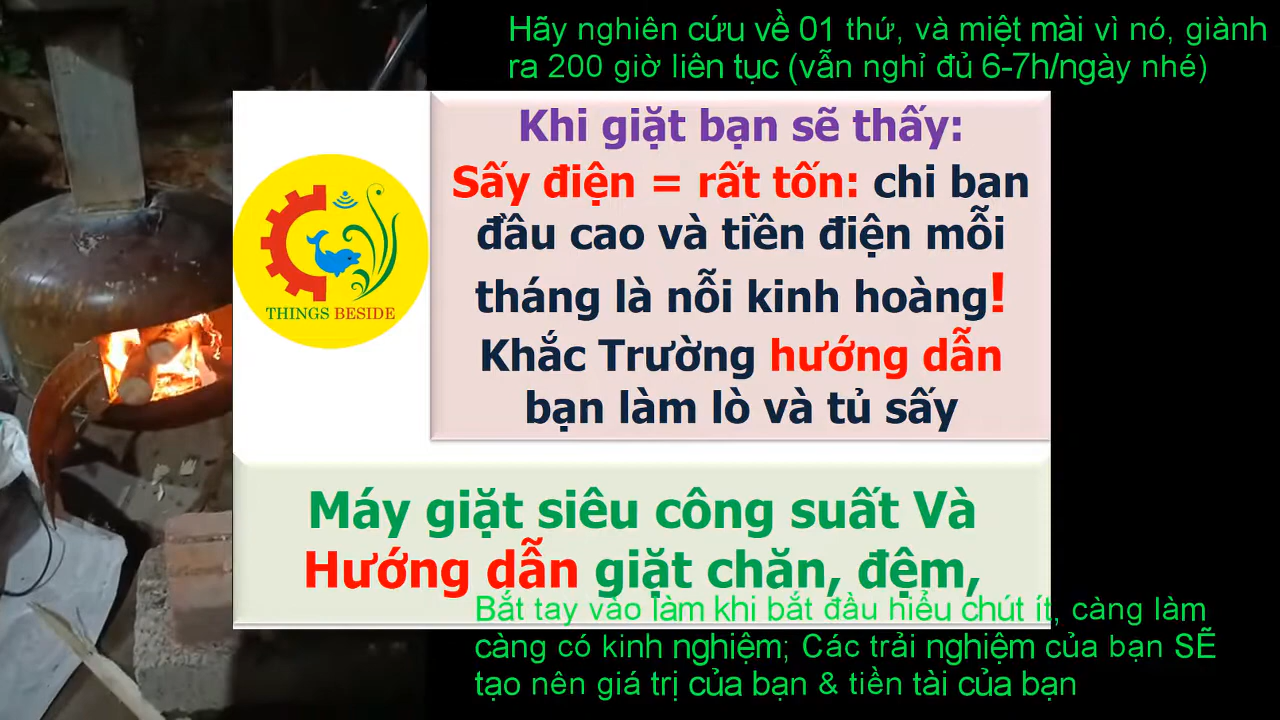 Hãy nghiên cứu về 01 thứ, và miệt mài vì nó, giành
ra 200 giờ liên tục (vẫn nghỉ đủ 6-7h/ngày nhé)
Khi giặt bạn sẽ thấy:
Sấy điện = rất tốn: chi ban
đầu cao và tiền điện mỗi
tháng là nỗi kinh hoàng!
Khắc Trường hướng dẫn
bạn làm lò và tủ sấy
THINGS BESIDE
Máy giặt siêu công suất Và
Hướng dẫn giặt chăn, đệm,
Bắt tay vào làm khi bắt đầu hiểu chút ít, càng làm
càng có kinh nghiệm; Các trải nghiệm của bạn SẼ
tạo nên giá trị của bạn & tiền tài của bạn